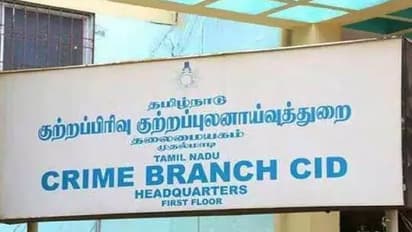 தமிழ்நாடு
குற்றப்பிரிவு குற்றப்புலனாய்வுத்துறை
தலைமையகம்
முதல்மாடி
TAMIL NADU
CRIME BRANCH CID
HEADQUARTERS
FIRST FLOOR